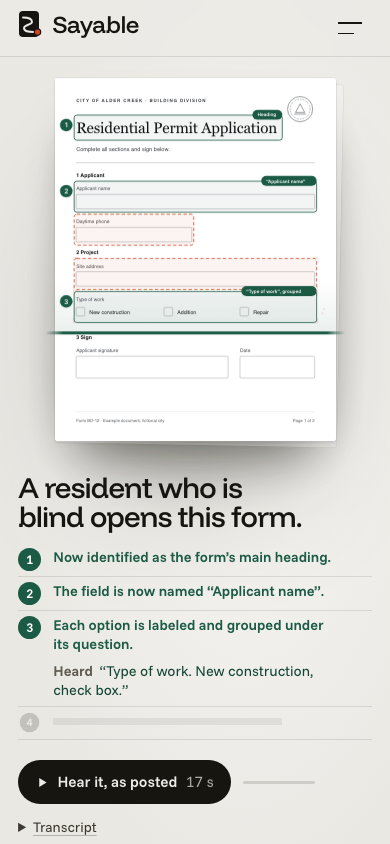 Sayable
CITY OF ALDER CREEK · BUILDING DIVISION
Heading
1
Residential Permit Application
Complete all sections and sign below.
1 Applicant
"Applicant name"
2
Applicant name
Daytime phone
2 Project
Site address
"Type of work", grouped
3
Type of work
New construction
Addition
Repair
3 Sign
Applicant signature
Date
Form BD-12 · Example document, fictional city
Page 1 of 2
A resident who is
blind opens this form.
1 Now identified as the form’s main heading.
2 The field is now named “Applicant name”.
3 Each option is labeled and grouped under
its question.
Heard “Type of work. New construction,
check box.”
4
Hear it, as posted 17 s
Transcript